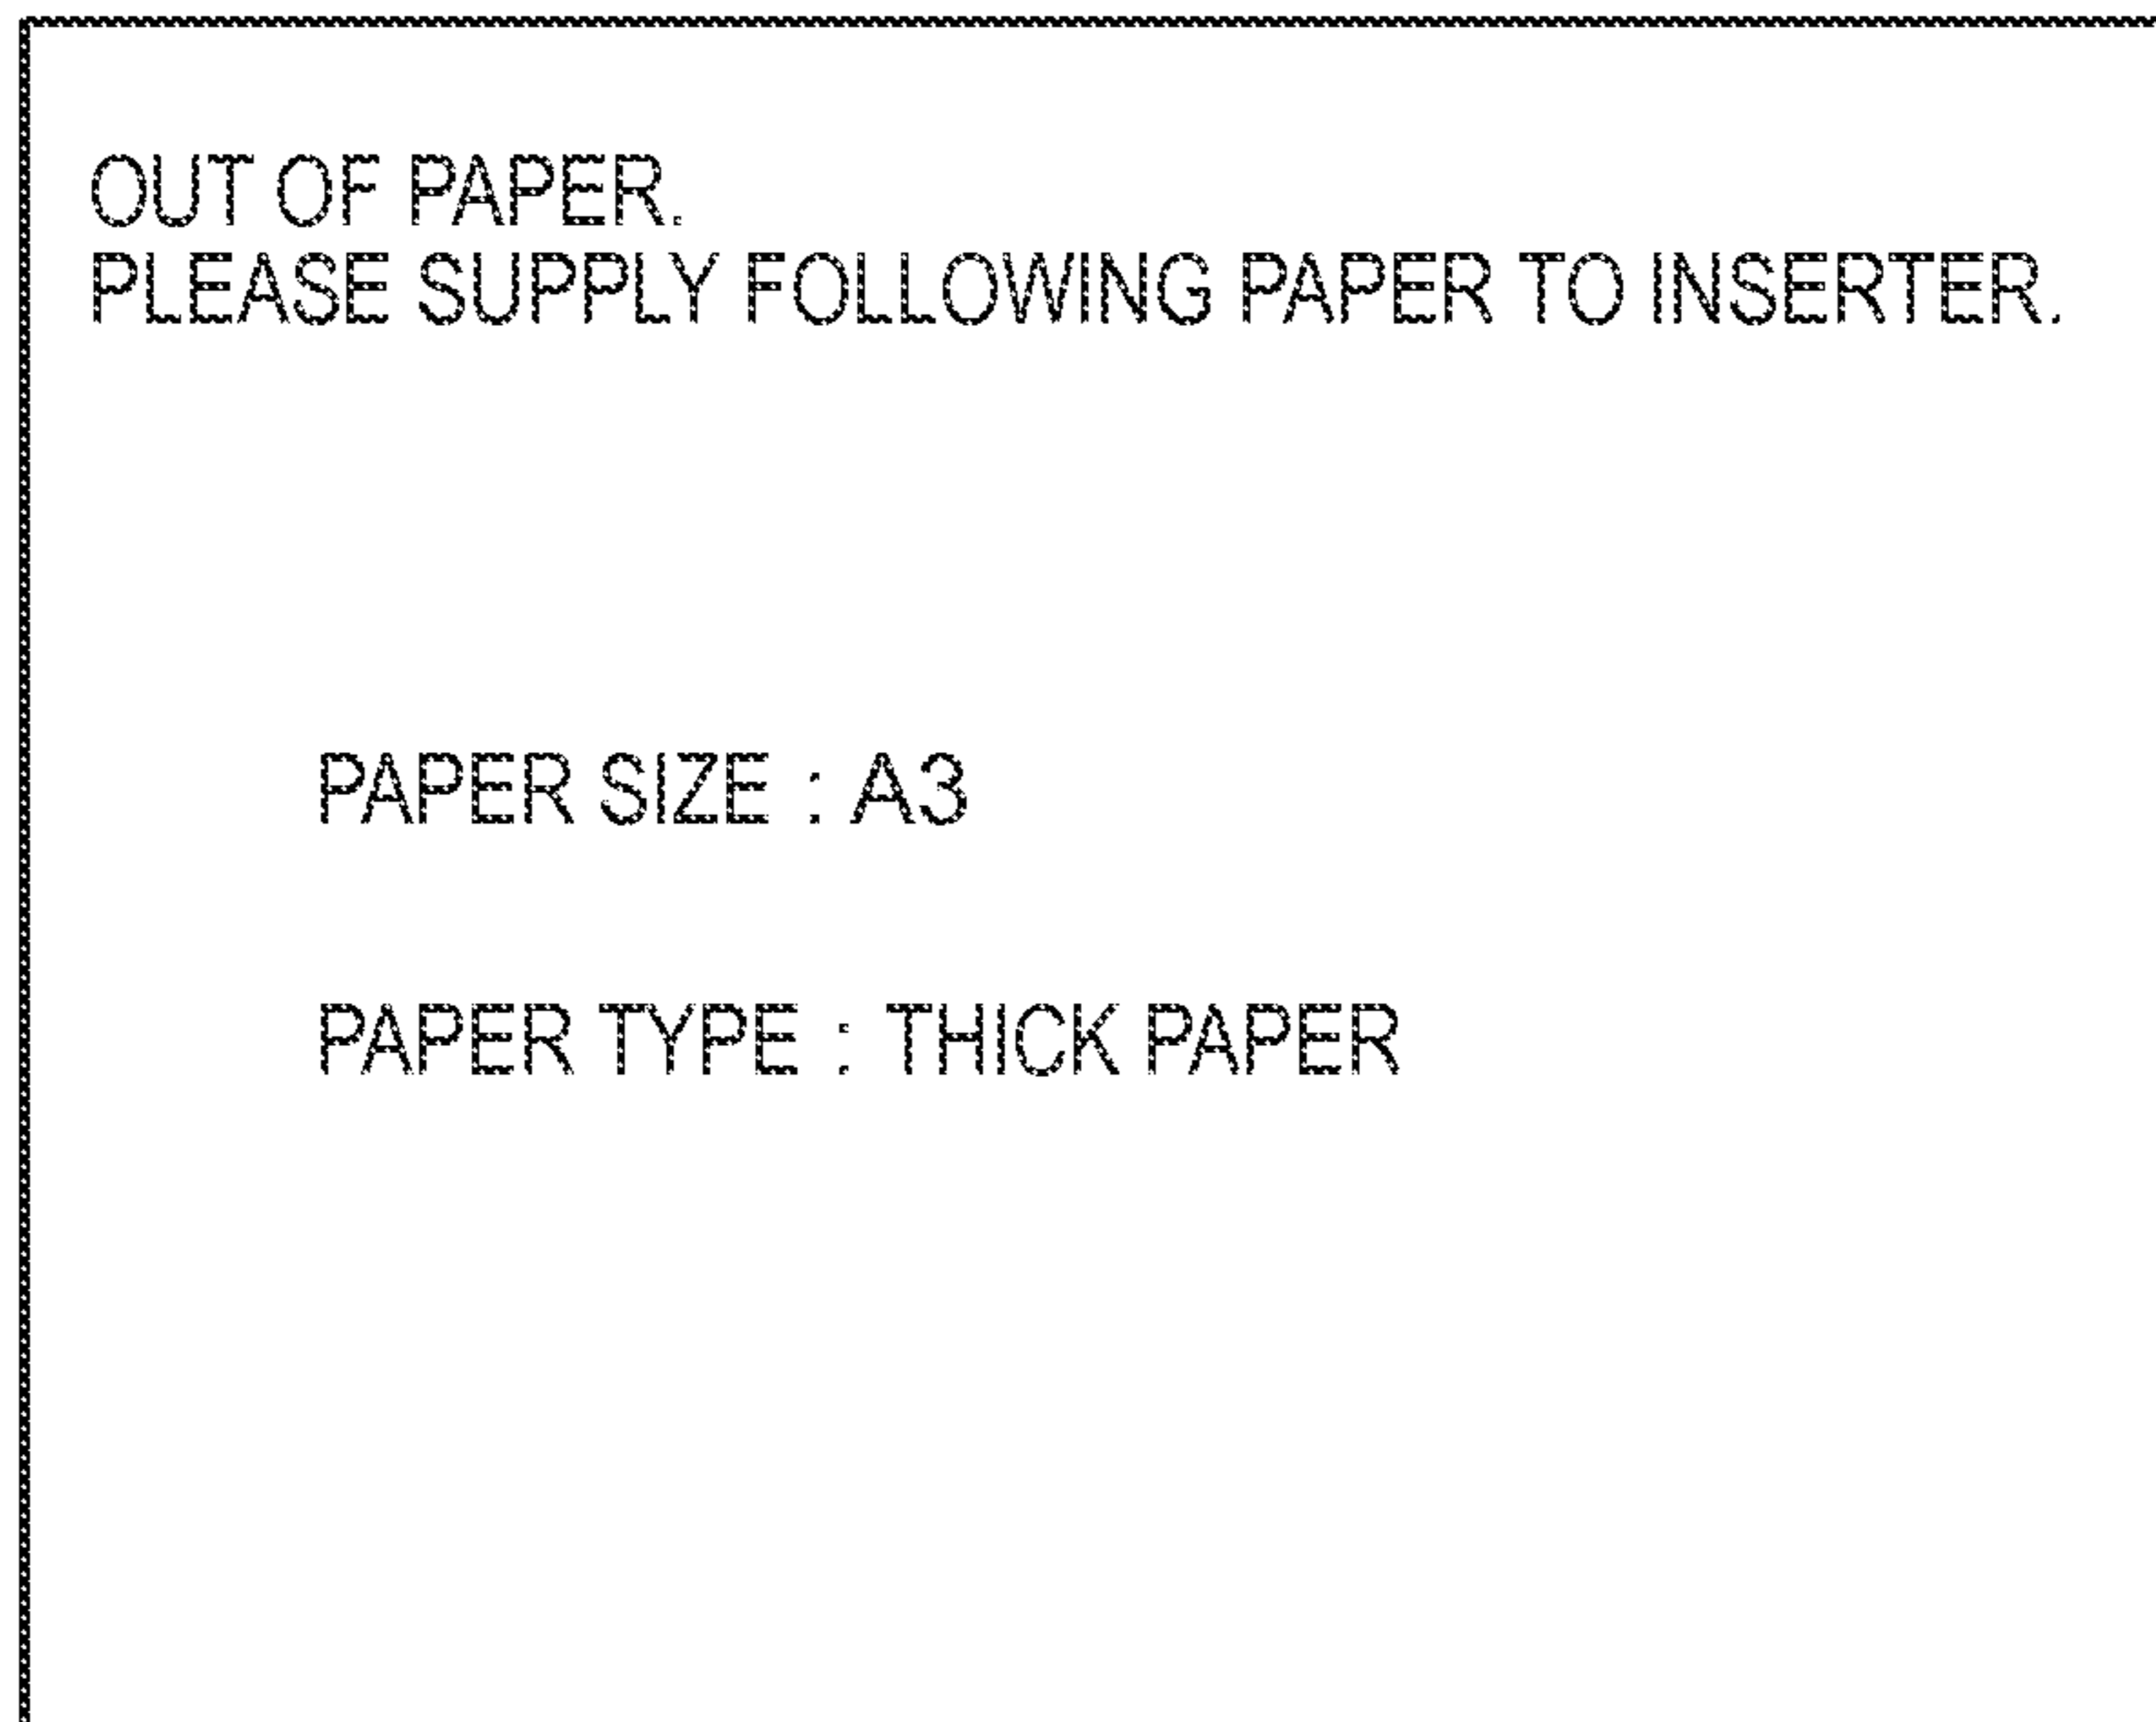 OUT OF PAPER.
PLEASE SUPPLY FOLLOWING PAPER TO INSERTER.
PAPER SIZE : A3
PAPER TYPE : THICK PAPER